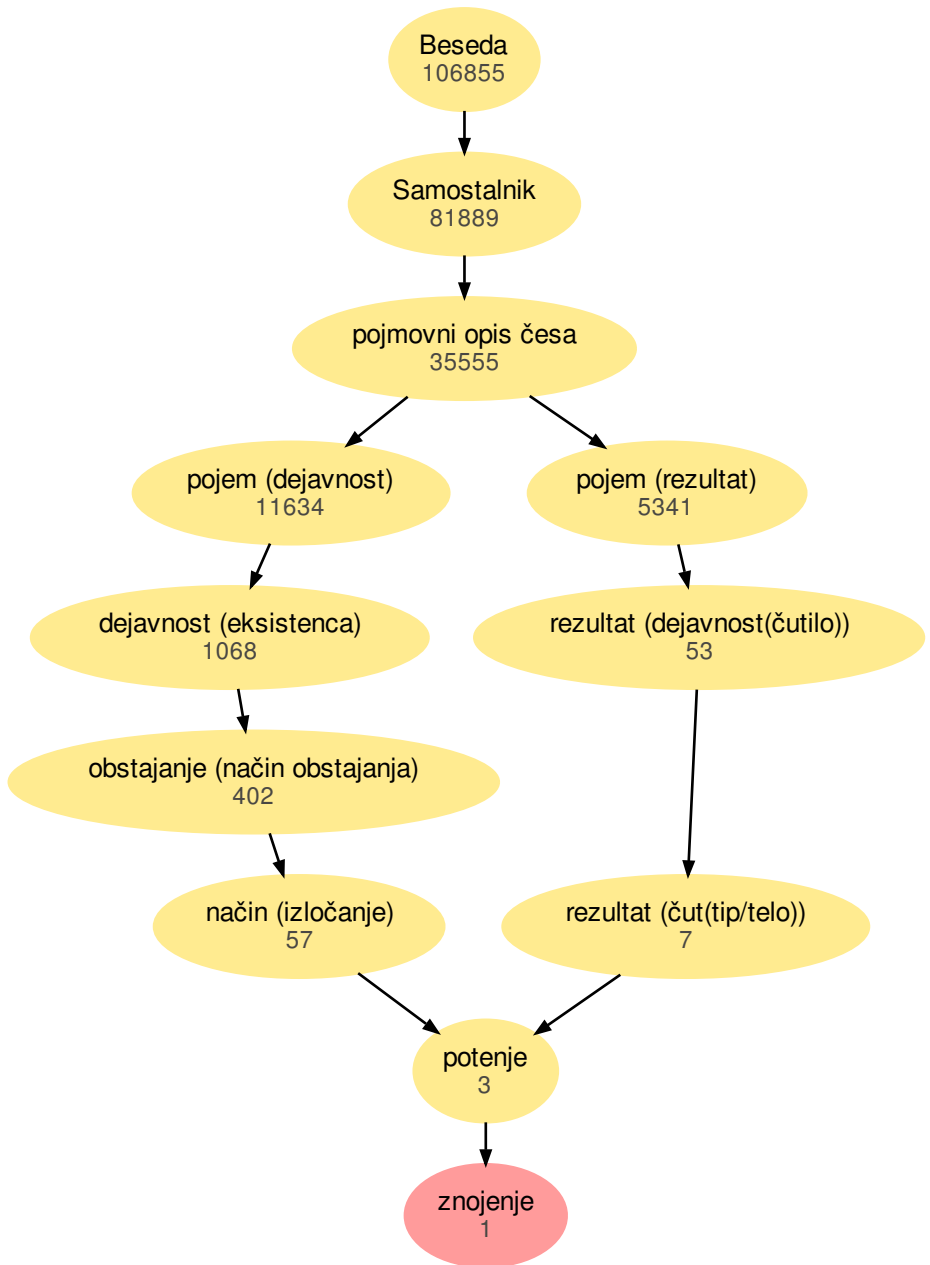 Beseda
106855
Samostalnik
81889
pojmovni opis česa
35555
pojem (dejavnost)
11634
pojem (rezultat)
5341
dejavnost (eksistenca)
1068
rezultat (dejavnost(čutilo))
53
obstajanje (način obstajanja)
402
način (izločanje)
57
rezultat (čut(tip/telo))
7
potenje
3
znojenje
1